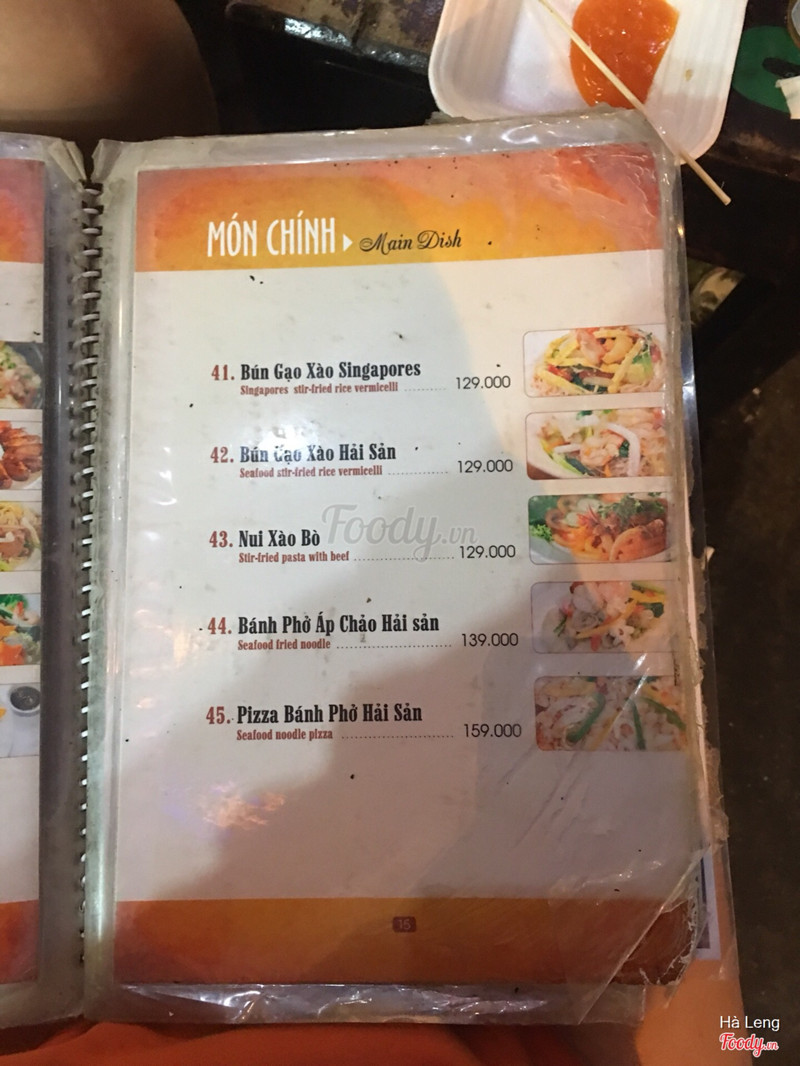 MÓN CHÍNH Main Dish
41. Bún Gạo Xào Singapores
Singapores stir-fried rice vermicelli ........... 129.000
42. Bún Gạo Xào Hải Sản
Seafood stir-fried rice vermicelli ................ 129.000
Foody.vn
43. Nui Xào Bò
Stir-fried pasta with beef ........................... 129.000
44. Bánh Phở Áp Chảo Hải sản
Seafood fried noodle ................................ 139.000
45. Pizza Bánh Phở Hải Sản
Seafood noodle pizza ............................... 159.000
15
Hà Leng
Foody.vn